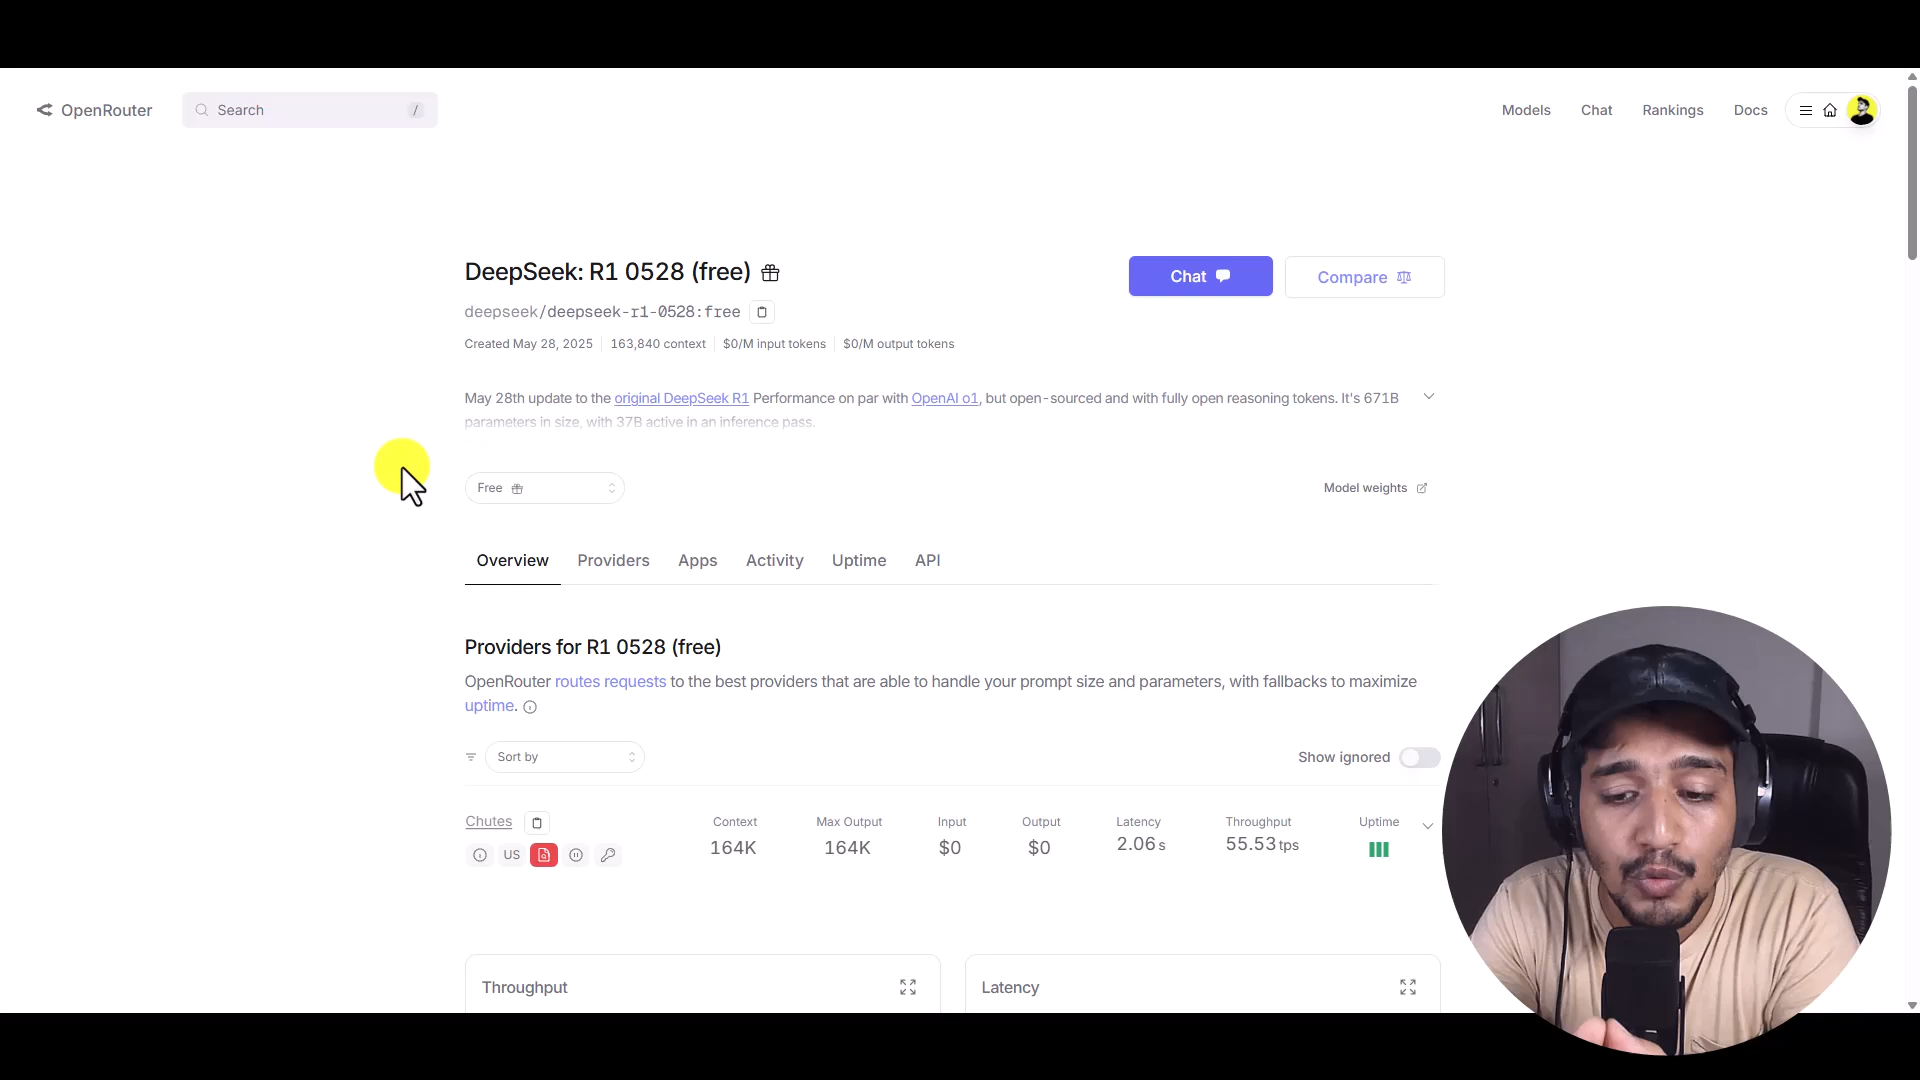 OpenRouter
Search /
Models Chat Rankings Docs
DeepSeek: R1 0528 (free)
Chat
Compare
deepseek/deepseek-r1-0528:free
Created May 28, 2025 163,840 context $0/M input tokens $0/M output tokens
May 28th update to the original DeepSeek R1 Performance on par with OpenAI o1, but open-sourced and with fully open reasoning tokens. It's 671B
parameters in size, with 37B active in an inference pass.
Free
Model weights
Overview Providers Apps Activity Uptime API
Providers for R1 0528 (free)
OpenRouter routes requests to the best providers that are able to handle your prompt size and parameters, with fallbacks to maximize
uptime.
Sort by
Show ignored
Chutes Context Max Output Input Output Latency Throughput Uptime
US 164K 164K $0 $0 2.06s 55.53tps
Throughput
Latency